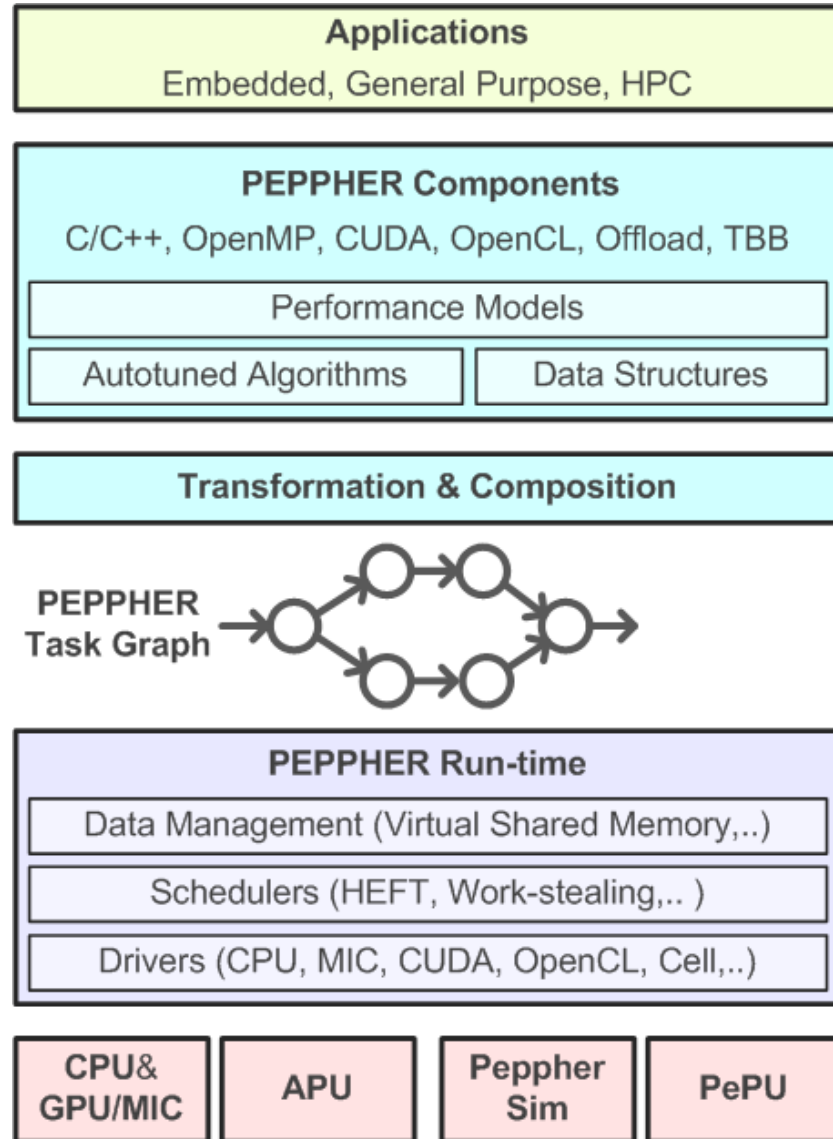 Applications
Embedded, General Purpose, HPC
PEPPHER Components
C/C++, OpenMP, CUDA, OpenCL, Offload, TBB
Performance Models
Autotuned Algorithms
Data Structures
Transformation & Composition
PEPPHER
Task Graph
PEPPHER Run-time
Data Management (Virtual Shared Memory,..)
Schedulers (HEFT, Work-stealing,.. )
Drivers (CPU, MIC, CUDA, OpenCL, Cell,..)
CPU&
GPU/MIC
APU
Peppher
Sim
PePU